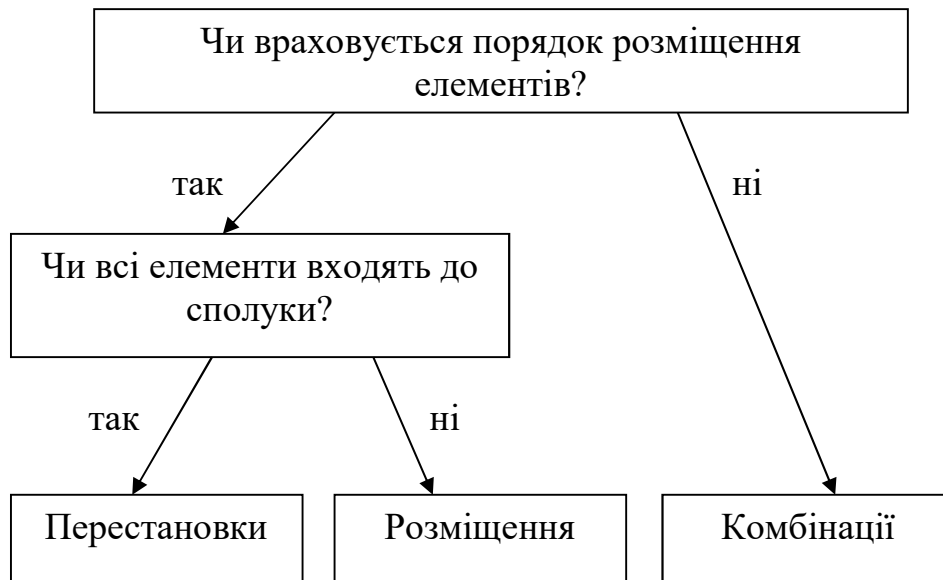 Чи враховується порядок розміщення
елементів?
так
ні
Чи всі елементи входять до
сполуки?
так
ні
Перестановки
Розміщення
Комбінації